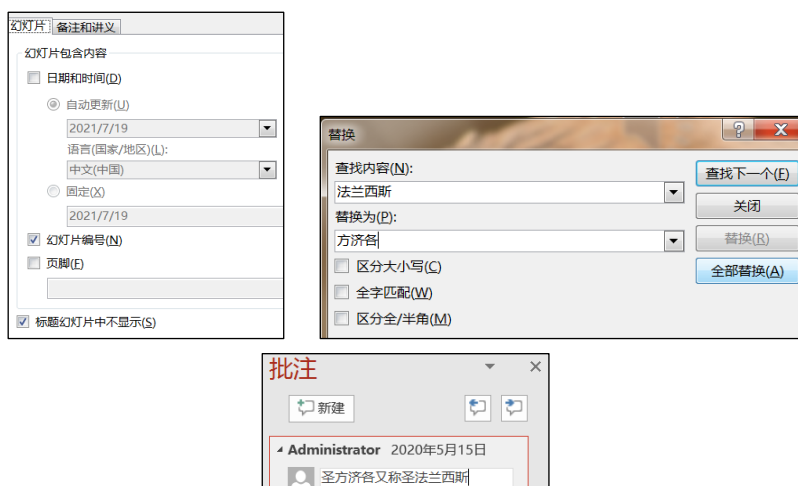 幻灯片 备注和讲义
幻灯片包含内容
日期和时间(D)
自动更新(U)
2021/7/19
语言(国家/地区)(L):
中文(中国)
固定(X)
2021/7/19
幻灯片编号(N)
页脚(F)
标题幻灯片中不显示(S)
替换
查找内容(N):
查找下一个(F)
法兰西斯
关闭
替换为(P):
方济各
替换(R)
区分大小写(C)
全部替换(A)
全字匹配(W)
区分全/半角(M)
批注
新建
Administrator 2020年5月15日
圣方济各又称圣法兰西斯